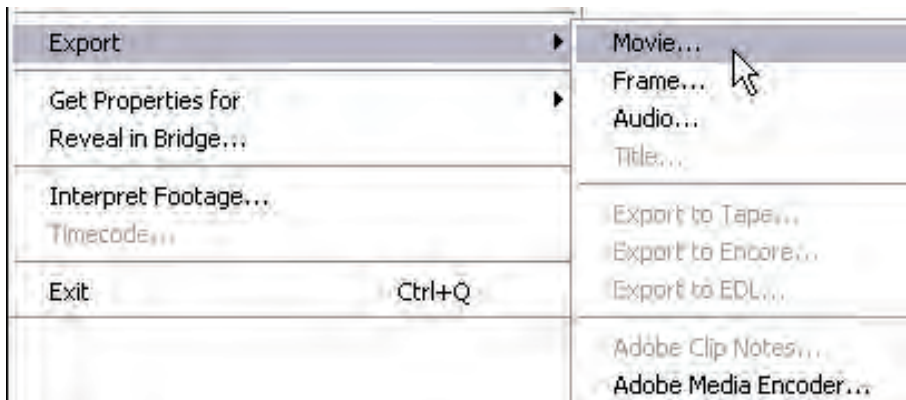 Export
Get Properties for
Reveal in Bridge...
Interpret Footage...
Timecode...
Exit Ctrl+Q
Movie...
Frame...
Audio...
Title...
Export to Tape...
Export to Encore...
Export to EDL...
Adobe Clip Notes...
Adobe Media Encoder...